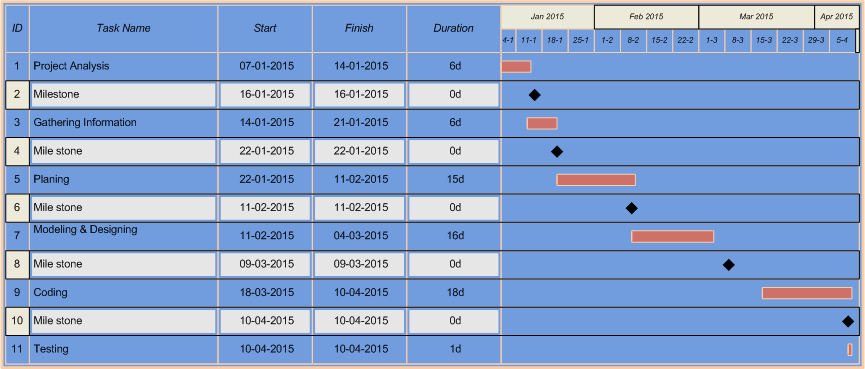 ID Task Name Start Finish Duration Jan 2015 Feb 2015 Mar 2015 Apr 2015
4-1 11-1 18-1 25-1 1-2 8-2 15-2 22-2 1-3 8-3 15-3 22-3 29-3 5-4
1 Project Analysis 07-01-2015 14-01-2015 6d
2 Milestone 16-01-2015 16-01-2015 0d
3 Gathering Information 14-01-2015 21-01-2015 6d
4 Mile stone 22-01-2015 22-01-2015 0d
5 Planing 22-01-2015 11-02-2015 15d
6 Mile stone 11-02-2015 11-02-2015 0d
7 Modeling & Designing 11-02-2015 04-03-2015 16d
8 Mile stone 09-03-2015 09-03-2015 0d
9 Coding 18-03-2015 10-04-2015 18d
10 Mile stone 10-04-2015 10-04-2015 0d
11 Testing 10-04-2015 10-04-2015 1d